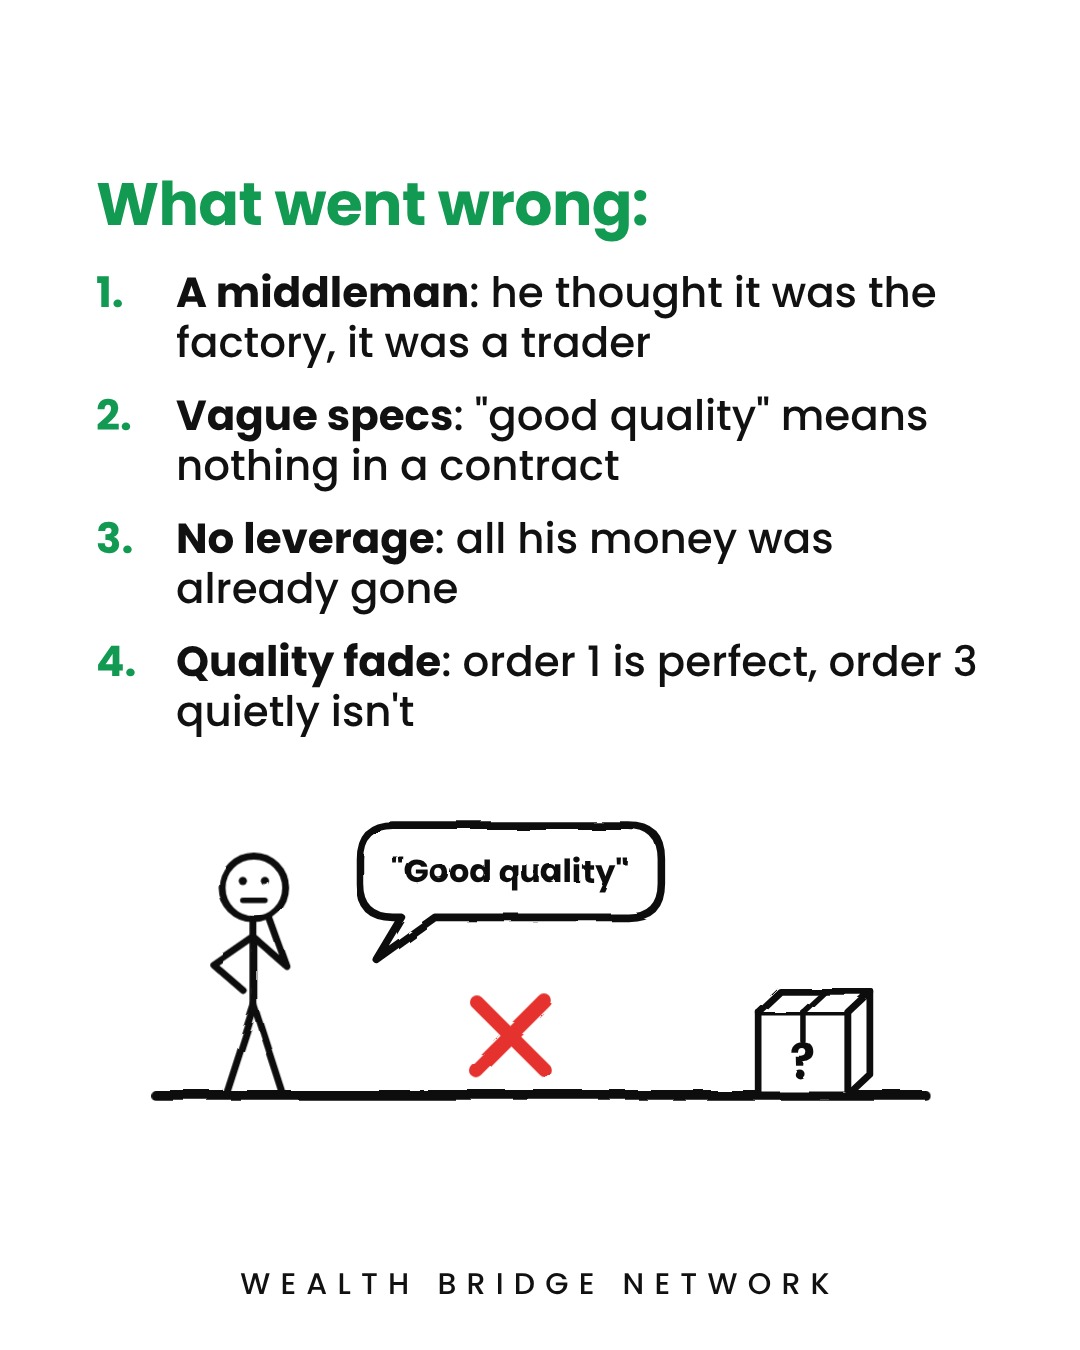 What went wrong:
1. A middleman: he thought it was the
factory, it was a trader
2. Vague specs: "good quality" means
nothing in a contract
3. No leverage: all his money was
already gone
4. Quality fade: order 1 is perfect, order 3
quietly isn't
"Good quality"
?
WEALTH BRIDGE NETWORK